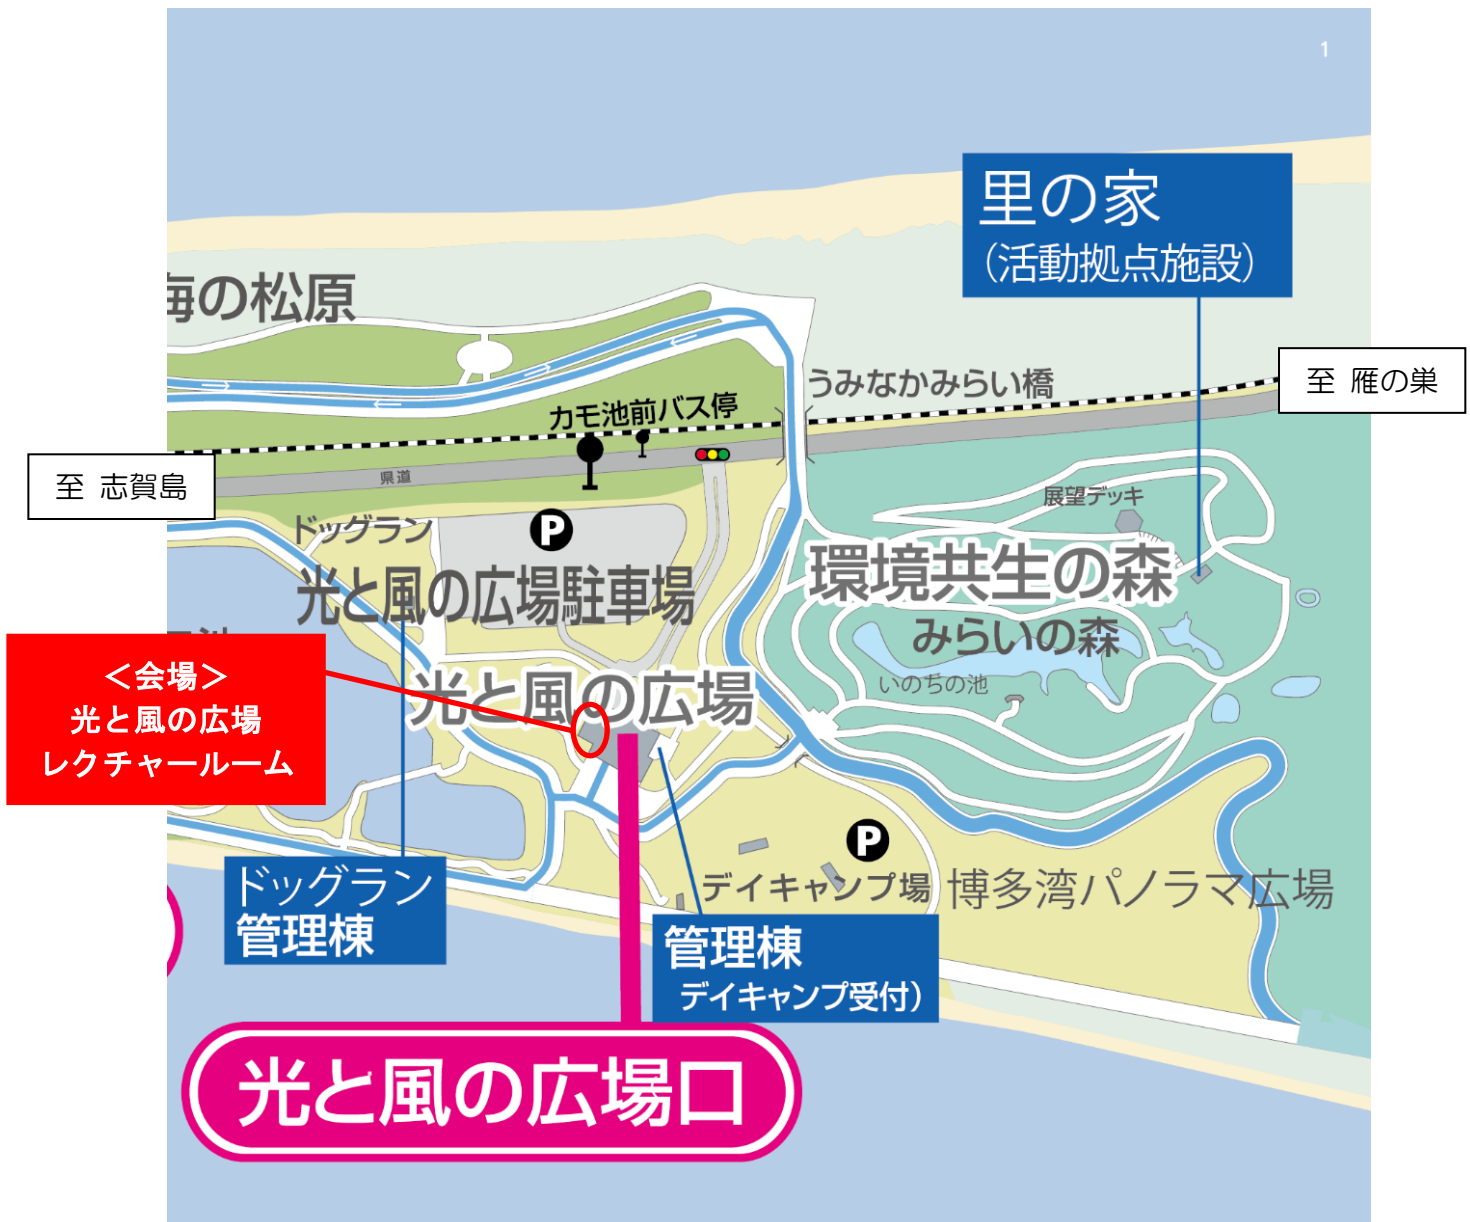 1
里の家
（活動拠点施設）
海の松原
うみなかみらい橋
至 雁の巣
カモ池前バス停
至 志賀島
県道
展望デッキ
ドッグラン
P
環境共生の森
光と風の広場駐車場
みらいの森
＜会場＞
光と風の広場
レクチャールーム
光と風の広場
いのちの池
P
ドッグラン
管理棟
デイキャンプ場
博多湾パノラマ広場
管理棟
デイキャンプ受付）
光と風の広場口